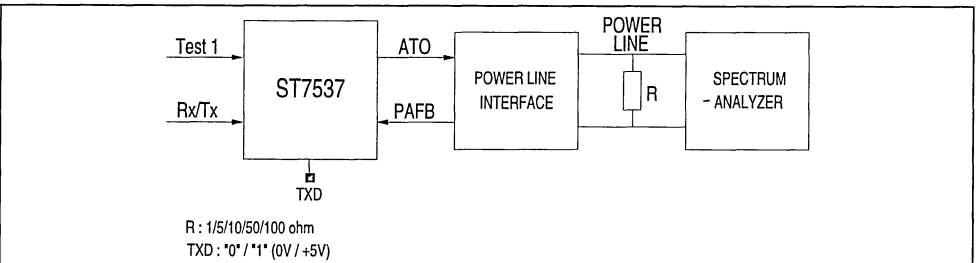 POWER
LINE
Test 1
ATO
ST7537
POWER LINE
INTERFACE
R
SPECTRUM
ANALYZER
Rx/Tx
PAFB
TXD
R : 1/5/10/50/100 ohm
TXD : "0" / "1" (0V / +5V)